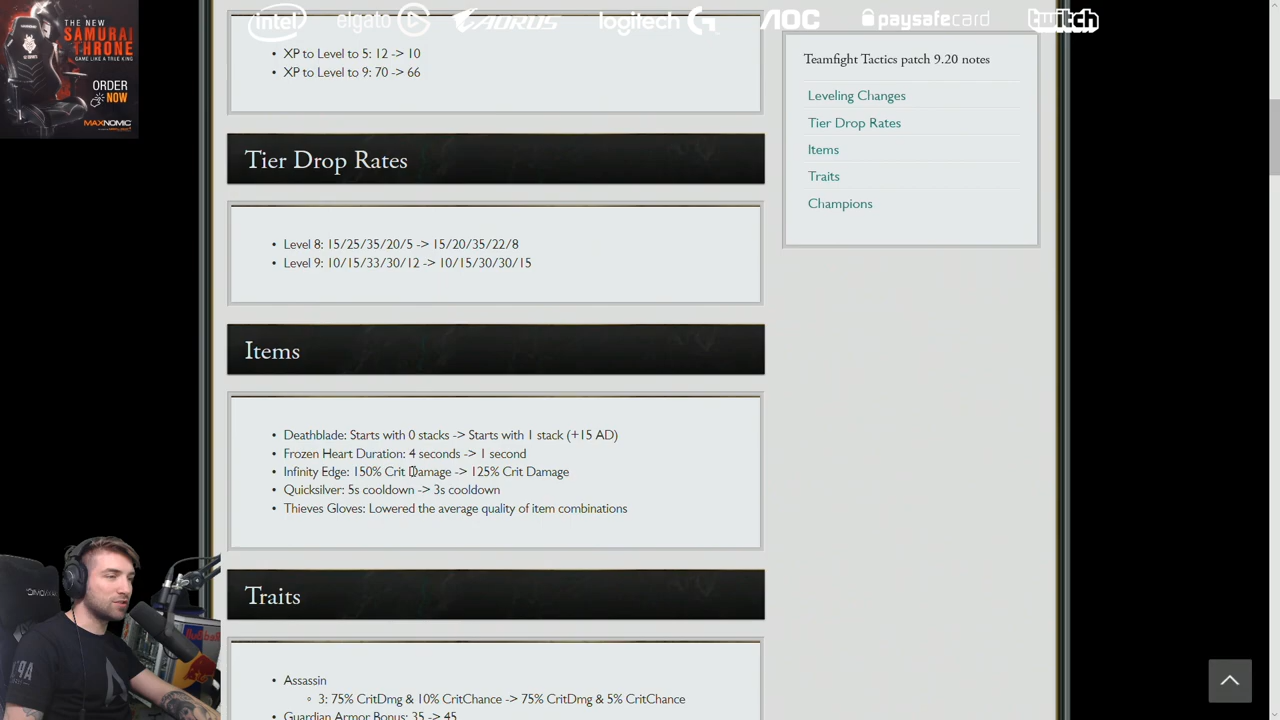 THE NEW
SAMURAI
THRONE
GAME LIKE A TRUE KING
ORDER
NOW
MAXNOMIC
intel
elgato
AORUS
logitech G
AOC
paysafecard
twitch
XP to Level to 5: 12 -> 10
XP to Level to 9: 70 -> 66
Tier Drop Rates
Level 8: 15/25/35/20/5 -> 15/20/35/22/8
Level 9: 10/15/33/30/12 -> 10/15/30/30/15
Items
Deathblade: Starts with 0 stacks -> Starts with 1 stack (+15 AD)
Frozen Heart Duration: 4 seconds -> 1 second
Infinity Edge: 150% Crit Damage -> 125% Crit Damage
Quicksilver: 5s cooldown -> 3s cooldown
Thieves Gloves: Lowered the average quality of item combinations
Traits
Assassin
3: 75% CritDmg & 10% CritChance -> 75% CritDmg & 5% CritChance
Guardian Armor Bonus: 35 -> 45
Teamfight Tactics patch 9.20 notes
Leveling Changes
Tier Drop Rates
Items
Traits
Champions